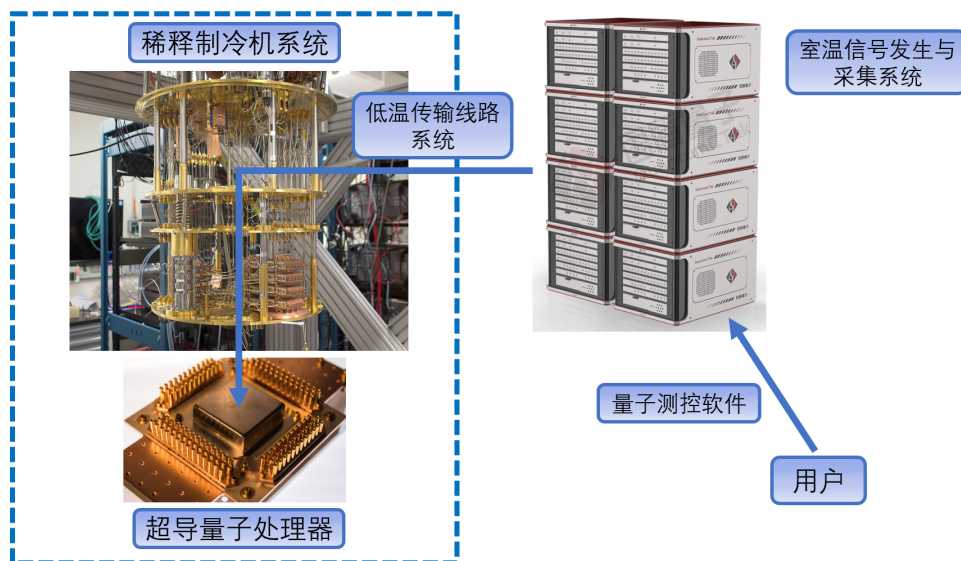 稀释制冷机系统
低温传输线路
系统
室温信号发生与
采集系统
量子测控软件
用户
超导量子处理器